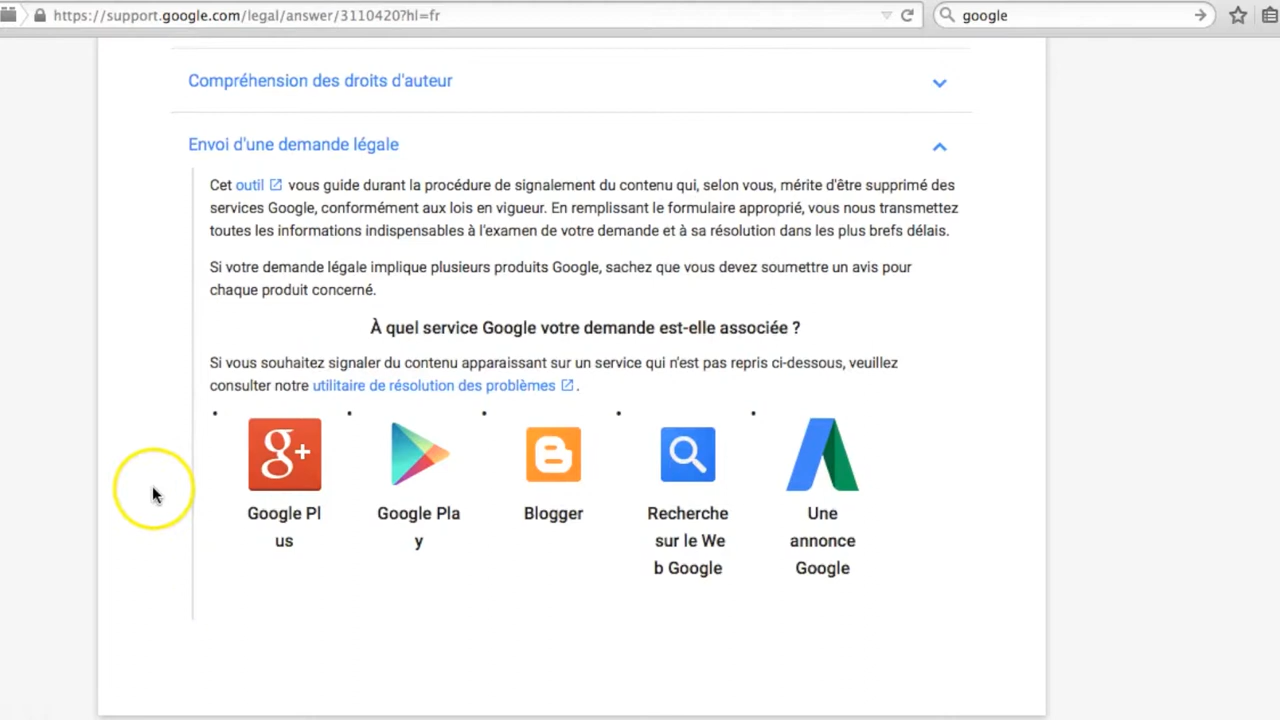 https://support.google.com/legal/answer/3110420?hl=fr
google
Compréhension des droits d'auteur
Envoi d'une demande légale
Cet outil vous guide durant la procédure de signalement du contenu qui, selon vous, mérite d'être supprimé des
services Google, conformément aux lois en vigueur. En remplissant le formulaire approprié, vous nous transmettez
toutes les informations indispensables à l'examen de votre demande et à sa résolution dans les plus brefs délais.
Si votre demande légale implique plusieurs produits Google, sachez que vous devez soumettre un avis pour
chaque produit concerné.
À quel service Google votre demande est-elle associée ?
Si vous souhaitez signaler du contenu apparaissant sur un service qui n'est pas repris ci-dessous, veuillez
consulter notre utilitaire de résolution des problèmes .
g+
B
Google Pl
us
Google Pla
y
Blogger
Recherche
sur le We
b Google
Une
annonce
Google